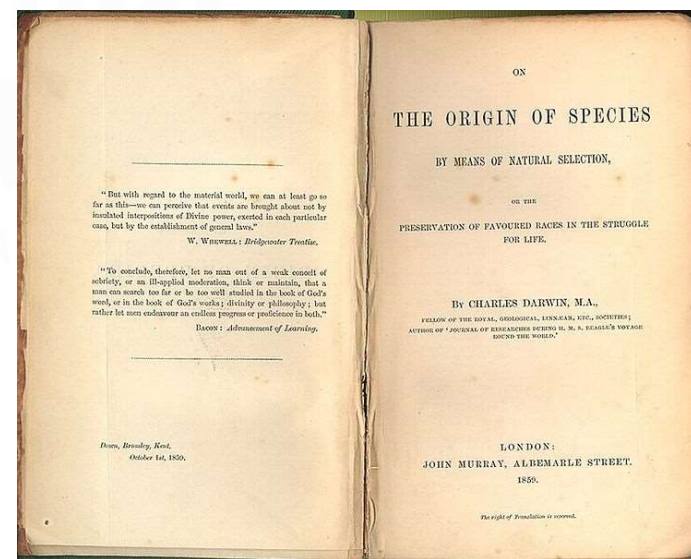 "But with regard to the material world, we can at least go so
far as this—we can perceive that events are brought about not by
insulated interpositions of Divine power, exerted in each particular
case, but by the establishment of general laws."
W. WHEWELL: Bridgewater Treatise.
"To conclude, therefore, let no man out of a weak conceit of
sobriety, or an ill-applied moderation, think or maintain, that a
man can search too far or be too well studied in the book of God's
word, or in the book of God's works; divinity or philosophy; but
rather let men endeavour an endless progress or proficience in both."
BACON: Advancement of Learning.
Down, Bromley, Kent,
October 1st, 1859.
ON
THE ORIGIN OF SPECIES
BY MEANS OF NATURAL SELECTION,
OR THE
PRESERVATION OF FAVOURED RACES IN THE STRUGGLE
FOR LIFE.
BY CHARLES DARWIN, M.A.,
FELLOW OF THE ROYAL, GEOLOGICAL, LINNÆAN, ETC., SOCIETIES;
AUTHOR OF 'JOURNAL OF RESEARCHES DURING H. M. S. BEAGLE'S VOYAGE
ROUND THE WORLD.'
LONDON:
JOHN MURRAY, ALBEMARLE STREET.
1859.
The right of Translation is reserved.